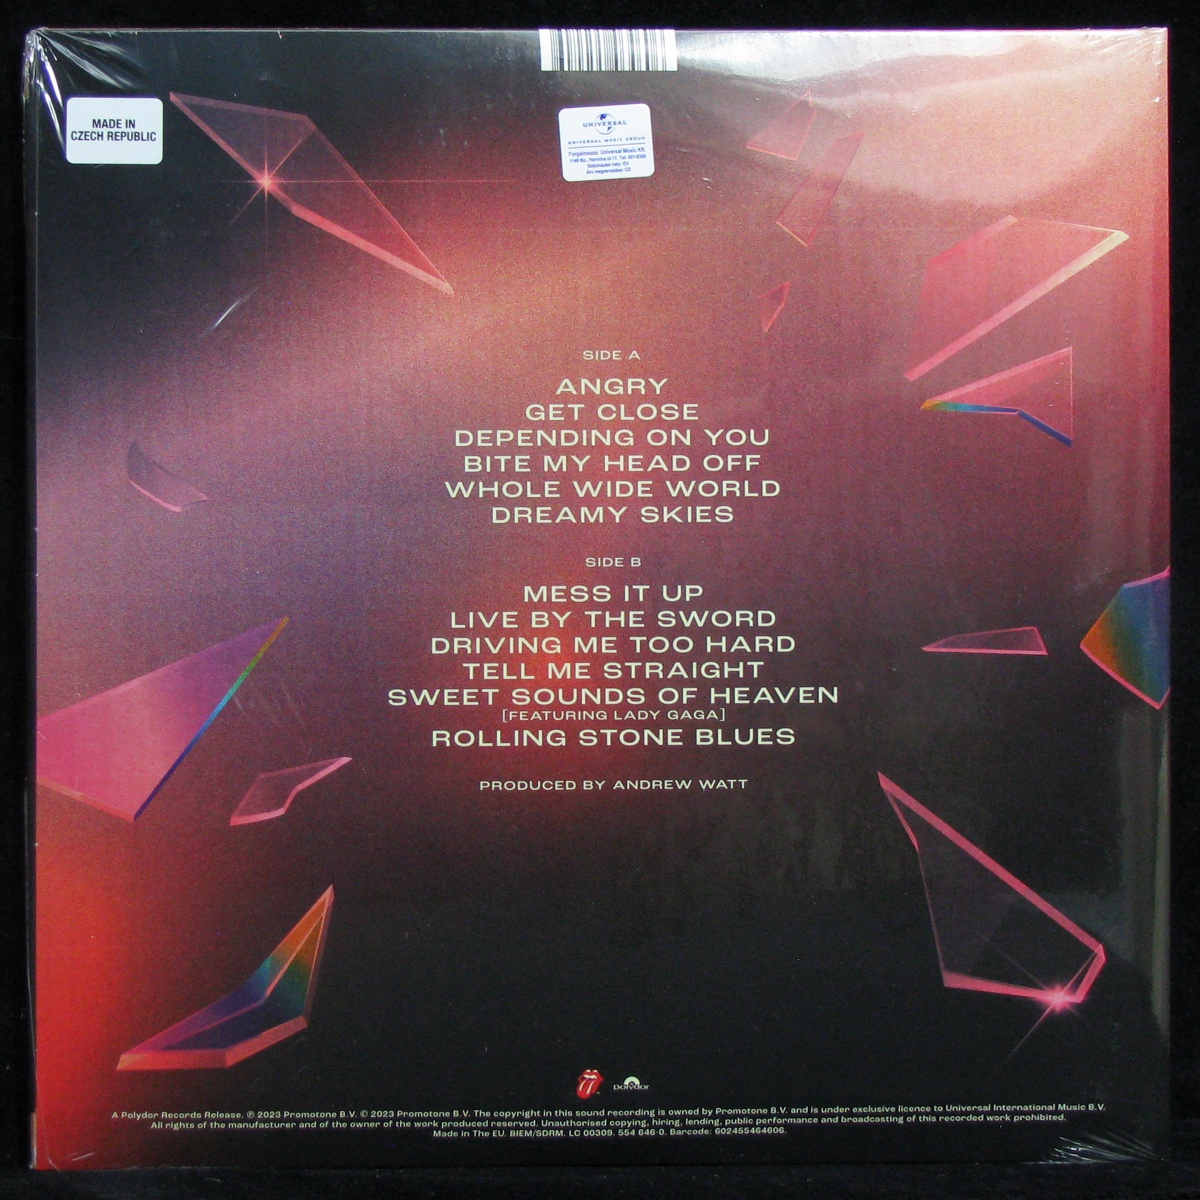 MADE IN
CZECH REPUBLIC
UNIVERSAL
UNIVERSAL MUSIC GROUP
Forgalmazza: Universal Music Kft.
SIDE A
ANGRY
GET CLOSE
DEPENDING ON YOU
BITE MY HEAD OFF
WHOLE WIDE WORLD
DREAMY SKIES
SIDE B
MESS IT UP
LIVE BY THE SWORD
DRIVING ME TOO HARD
TELL ME STRAIGHT
SWEET SOUNDS OF HEAVEN
[FEATURING LADY GAGA]
ROLLING STONE BLUES
PRODUCED BY ANDREW WATT
polydor
A Polydor Records Release. ℗ 2023 Promotone B.V. © 2023 Promotone B.V. The copyright in this sound recording is owned by Promotone B.V. and is under exclusive licence to Universal International Music B.V.
All rights of the manufacturer and of the owner of the work produced reserved. Unauthorised copying, hiring, lending, public performance and broadcasting of this recorded work prohibited.
Made in The EU. BIEM/SDRM. LC 00309. 554 646-0. Barcode: 602455464606.